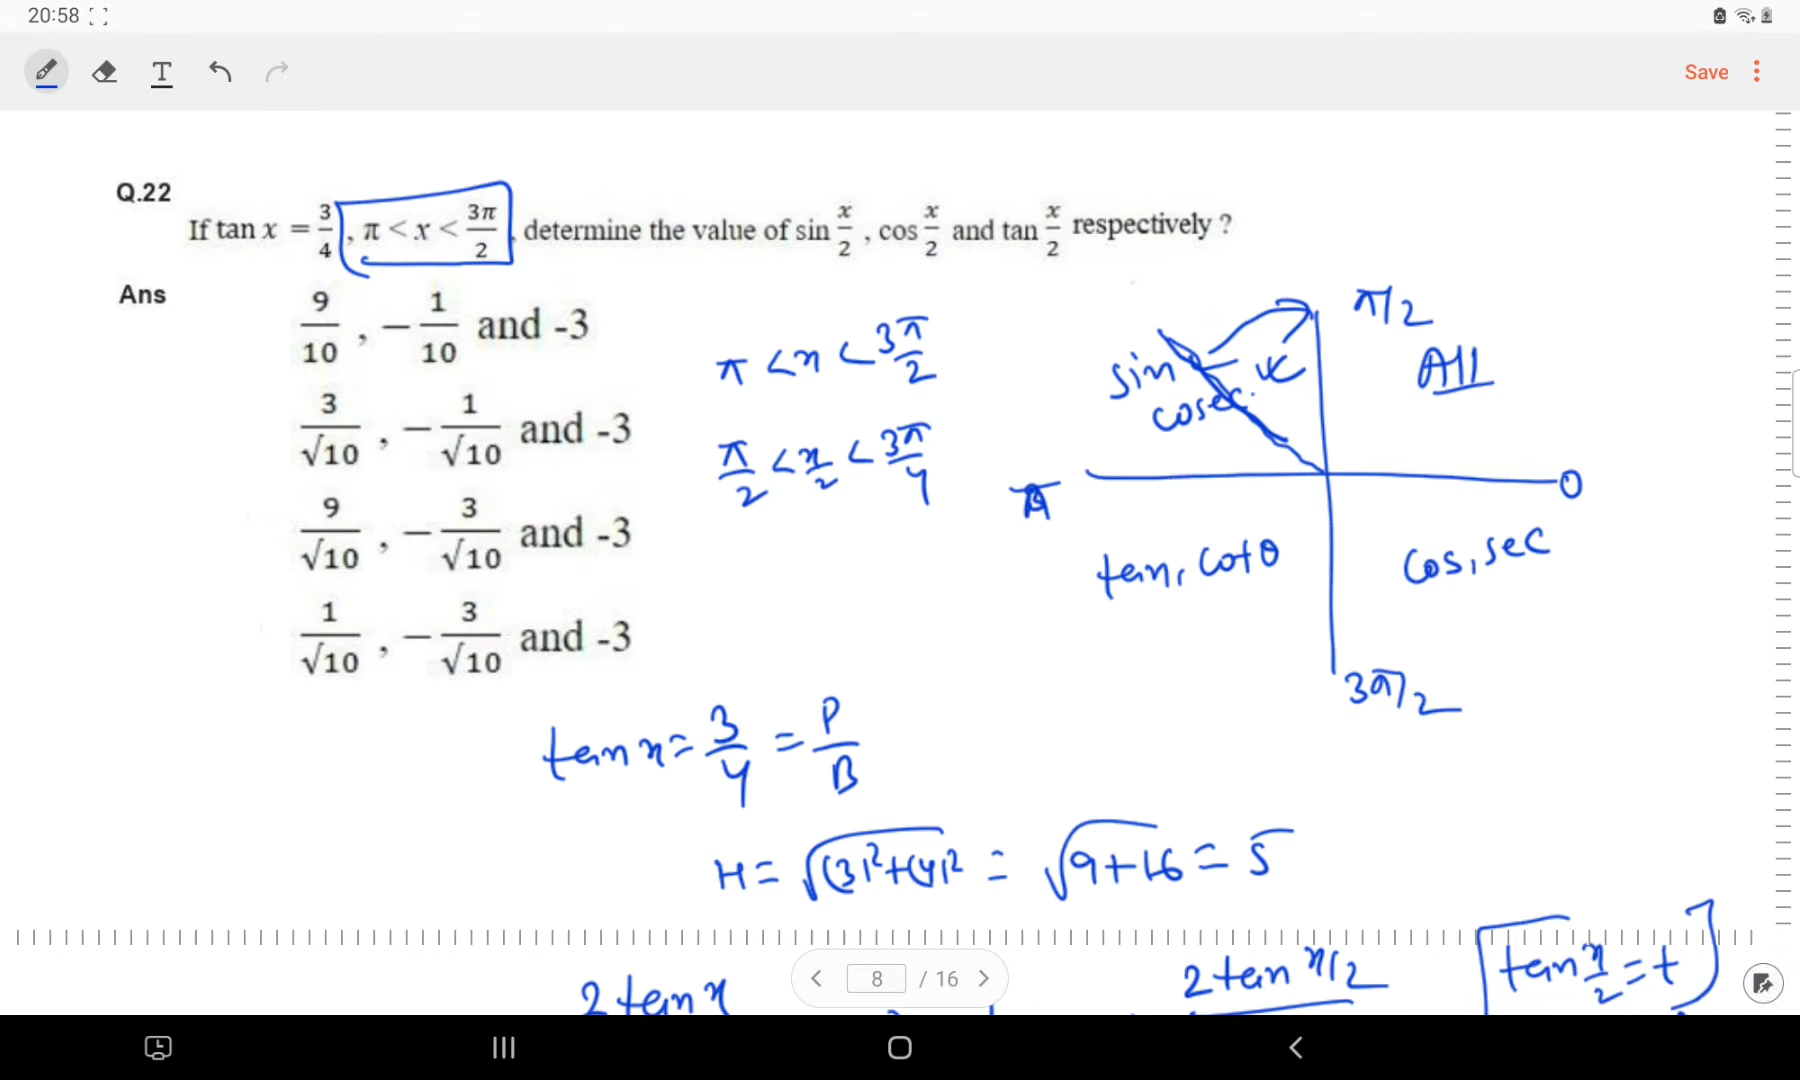 20:58
T
Save
Q.22
If tan x = 3/4, π < x < 3π/2, determine the value of sin x/2, cos x/2 and tan x/2 respectively ?
Ans
9/10, −1/10 and -3
3/√10, −1/√10 and -3
9/√10, −3/√10 and -3
1/√10, −3/√10 and -3
π < x < 3π/2
π/2 < x/2 < 3π/4
π/2
sin
cosec.
All
π
0
tan, cotθ
cos, sec
3π/2
tan x = 3/4 = P/B
H = √(3)²+(4)² = √9+16 = 5
2 tan x
8 / 16
2 tan x/2
tan x/2 = t